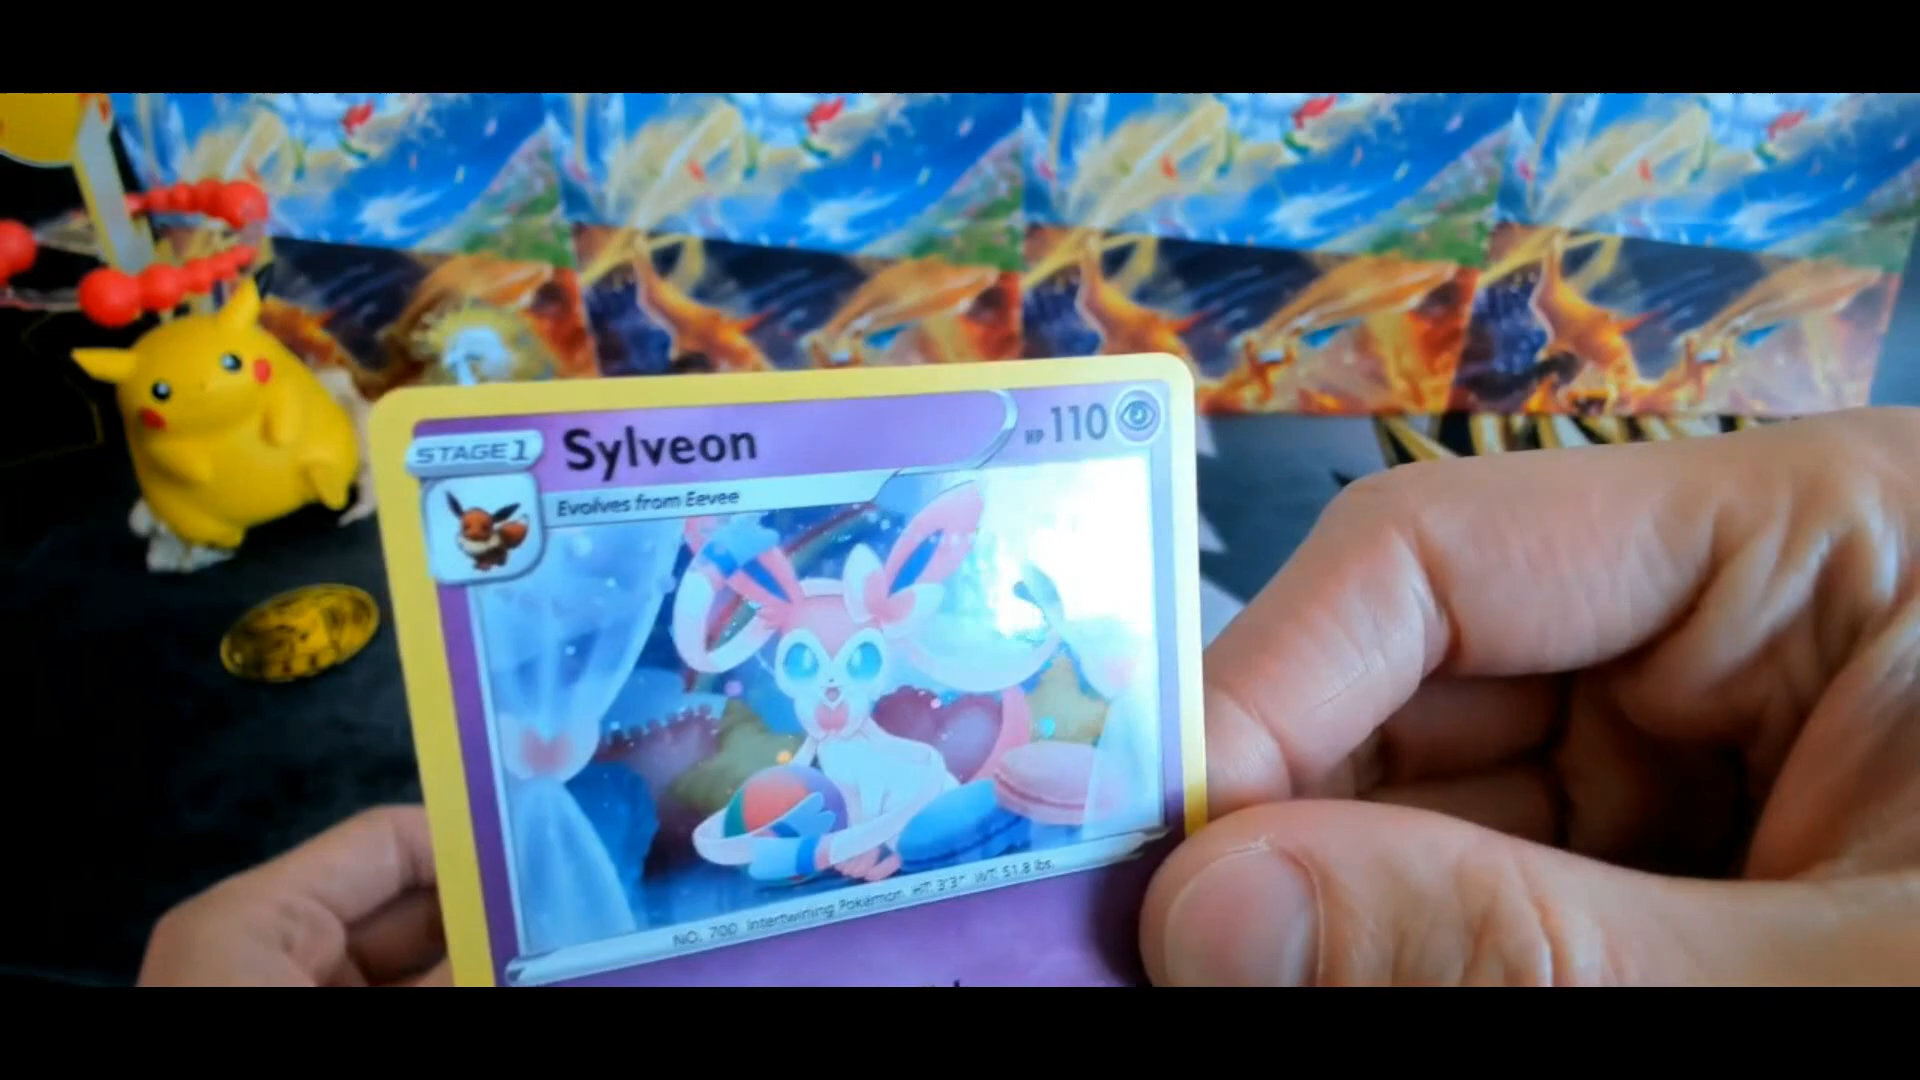 STAGE 1
Sylveon
HP 110
Evolves from Eevee
NO. 700 Intertwining Pokémon HT: 3'3" WT: 51.8 lbs.